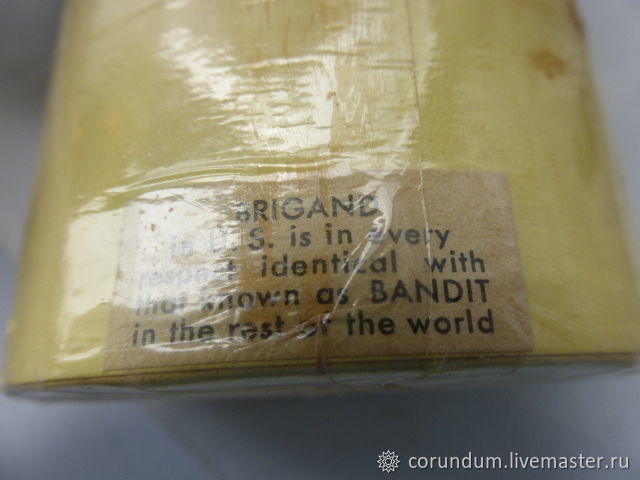 BRIGAND
in U. S. is in every
respect identical with
that known as BANDIT
in the rest of the world
corundum.livemaster.ru